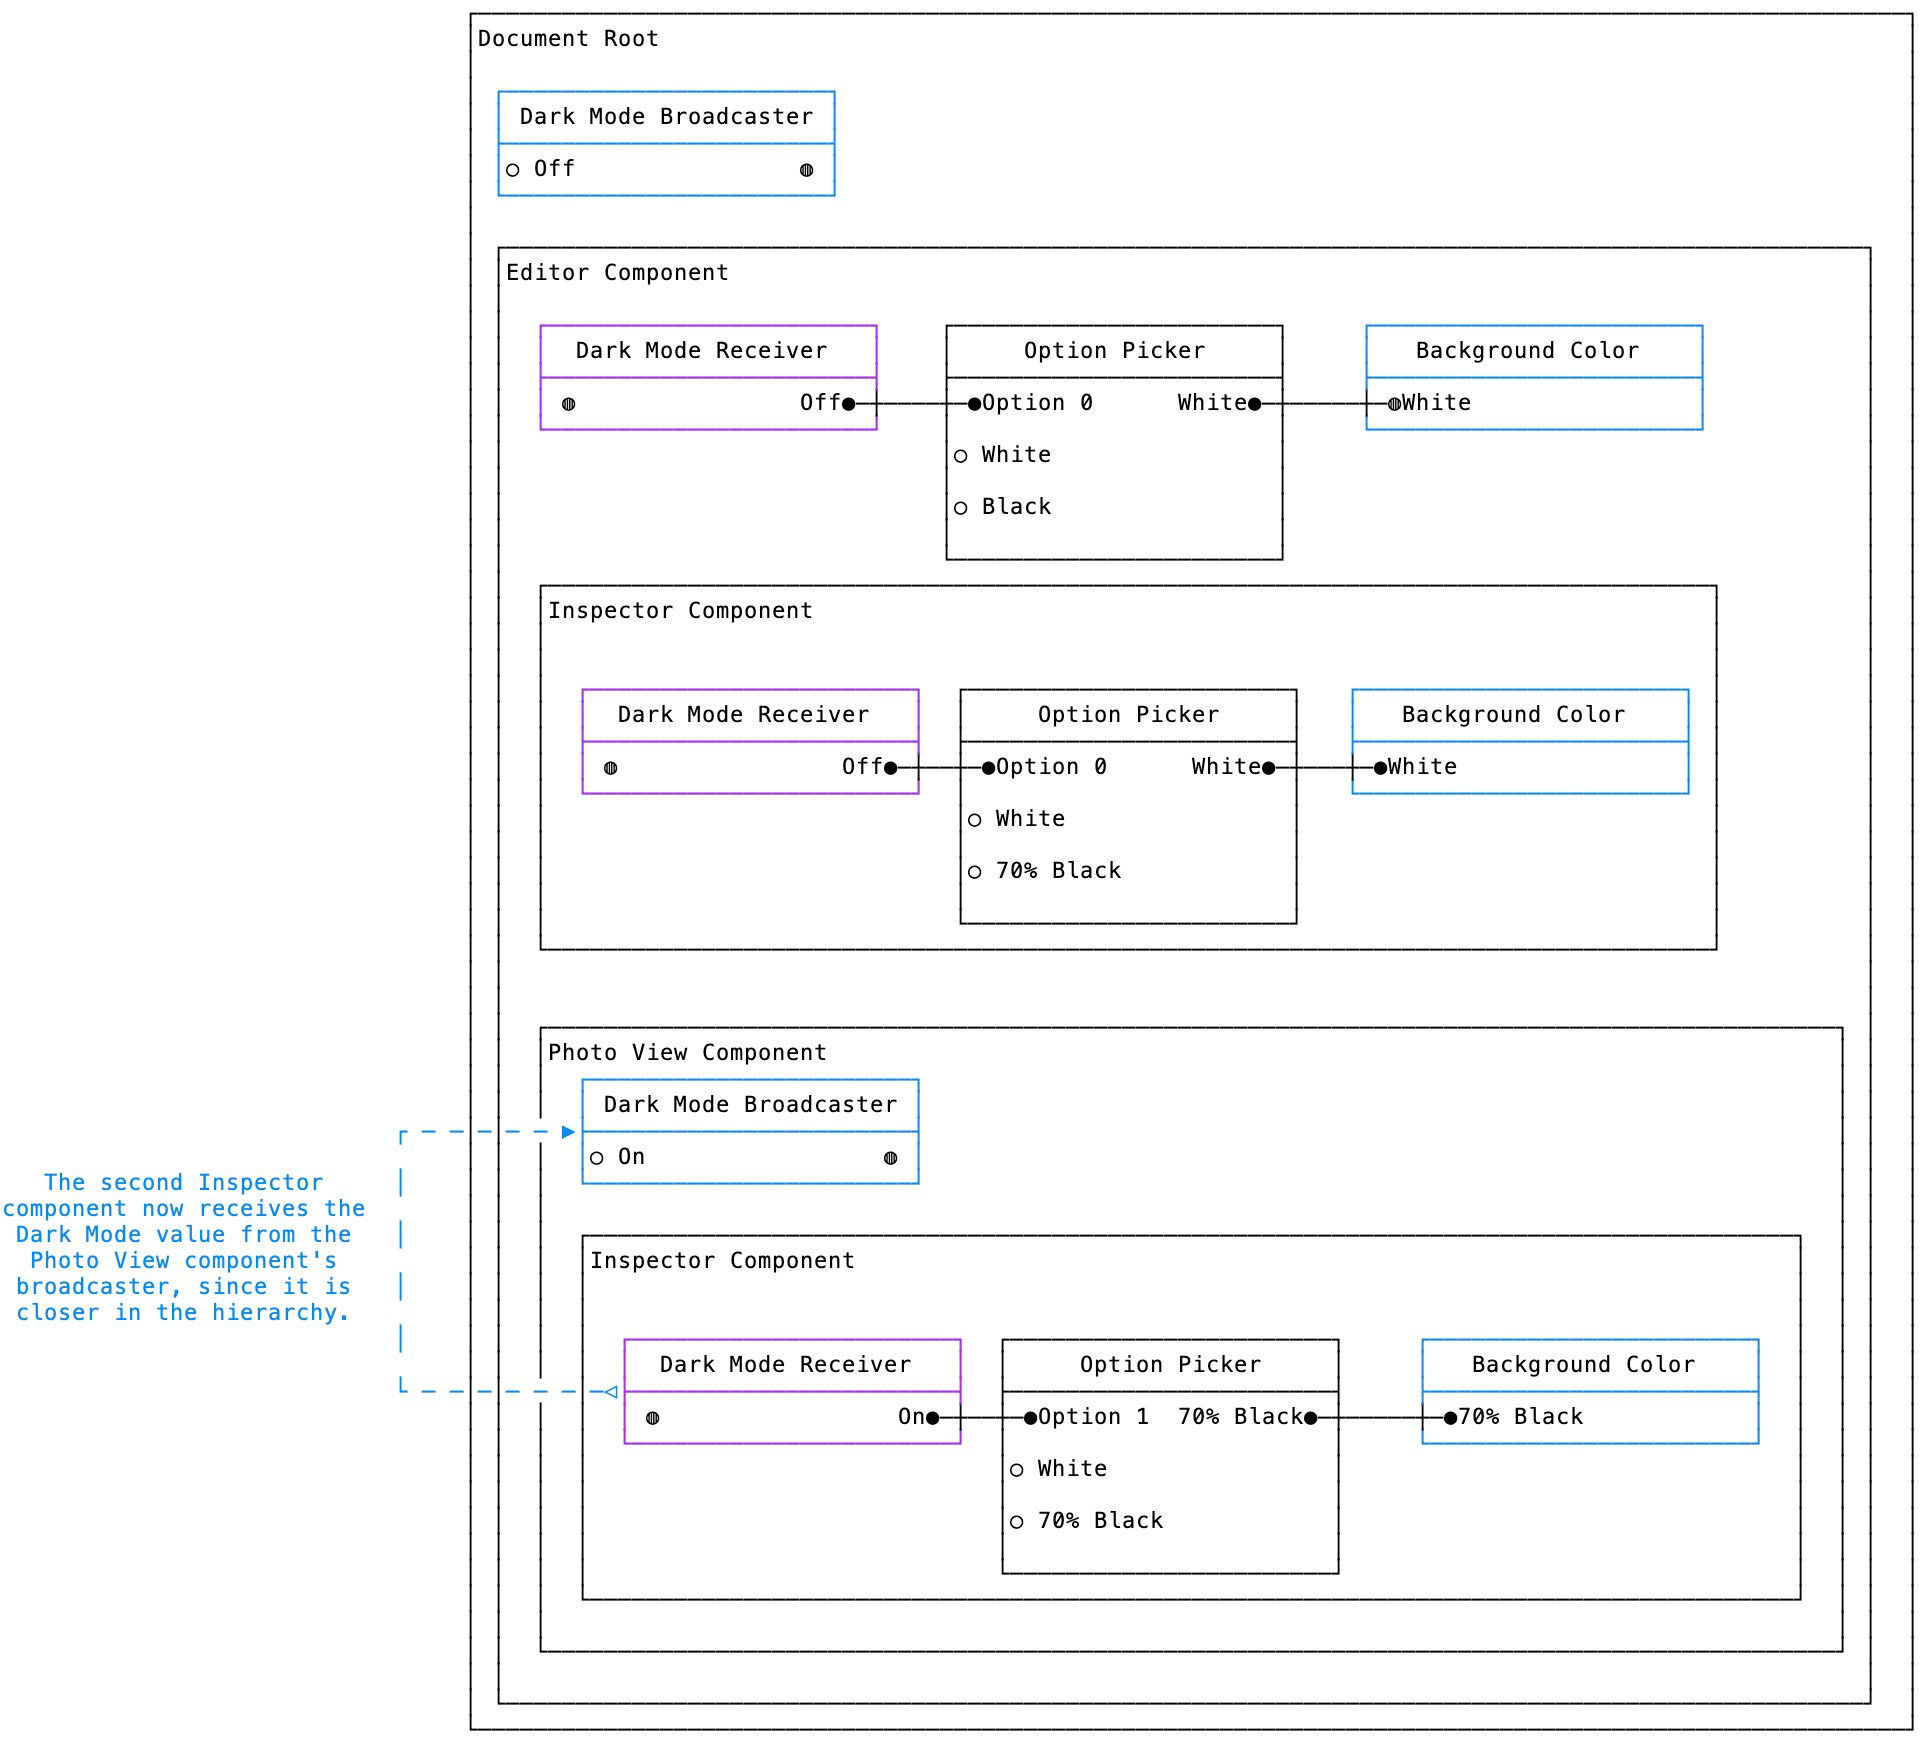 Document Root
Dark Mode Broadcaster
Off
Editor Component
Dark Mode Receiver
Option Picker
Background Color
Off
Option 0
White
White
White
Black
Inspector Component
Dark Mode Receiver
Option Picker
Background Color
Off
Option 0
White
White
White
70% Black
Photo View Component
Dark Mode Broadcaster
On
The second Inspector
component now receives the
Dark Mode value from the
Photo View component's
broadcaster, since it is
closer in the hierarchy.
Inspector Component
Dark Mode Receiver
Option Picker
Background Color
On
Option 1
70% Black
70% Black
White
70% Black